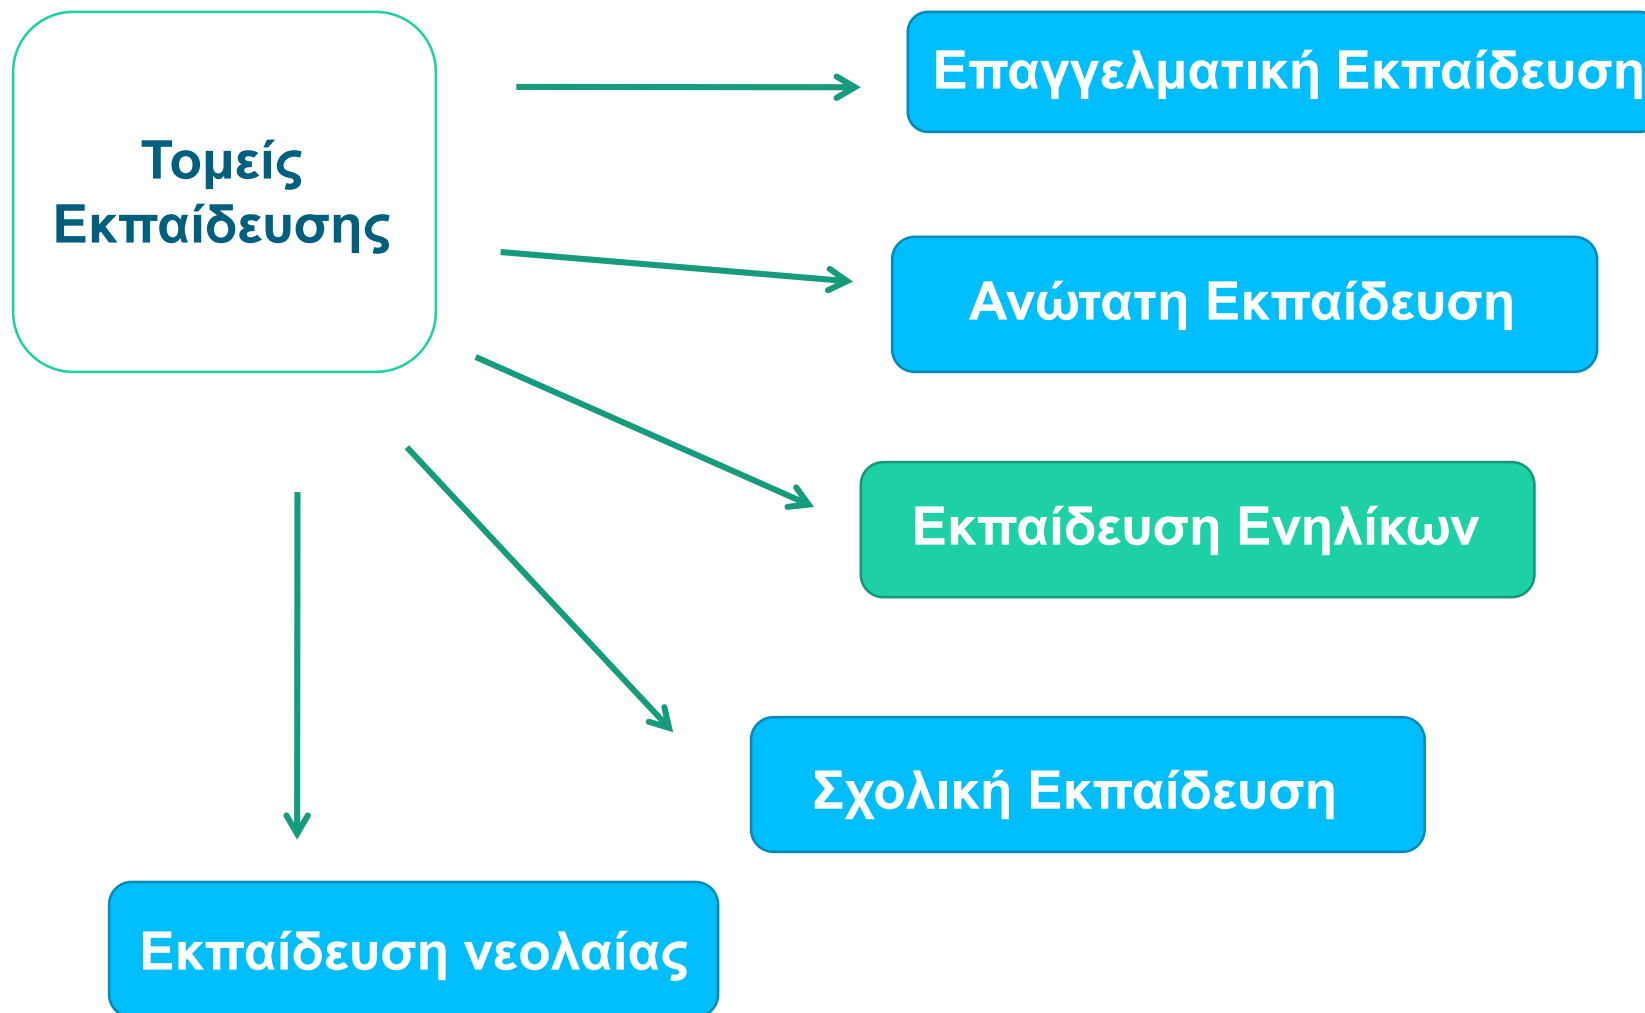 Τομείς
Εκπαίδευσης
Επαγγελματική Εκπαίδευση
Ανώτατη Εκπαίδευση
Εκπαίδευση Ενηλίκων
Σχολική Εκπαίδευση
Εκπαίδευση νεολαίας